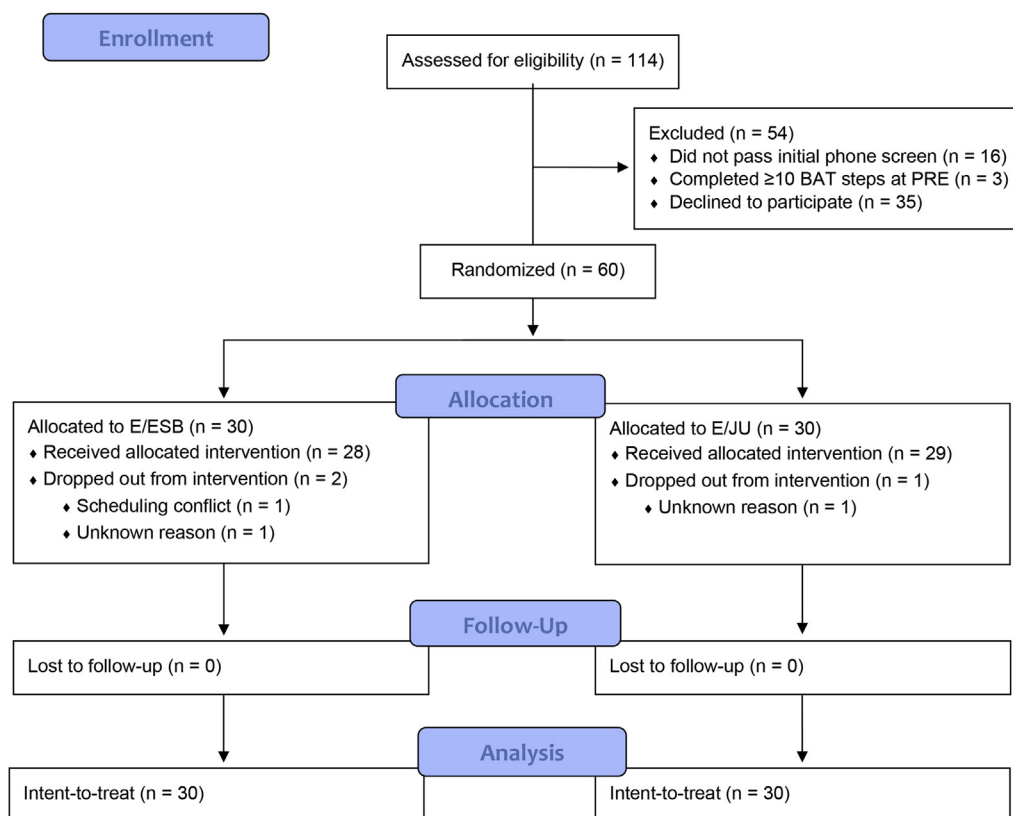 Enrollment
Assessed for eligibility (n = 114)
Excluded (n = 54)
♦ Did not pass initial phone screen (n = 16)
♦ Completed ≥10 BAT steps at PRE (n = 3)
♦ Declined to participate (n = 35)
Randomized (n = 60)
Allocation
Allocated to E/ESB (n = 30)
♦ Received allocated intervention (n = 28)
♦ Dropped out from intervention (n = 2)
♦ Scheduling conflict (n = 1)
♦ Unknown reason (n = 1)
Allocated to E/JU (n = 30)
♦ Received allocated intervention (n = 29)
♦ Dropped out from intervention (n = 1)
♦ Unknown reason (n = 1)
Follow-Up
Lost to follow-up (n = 0)
Lost to follow-up (n = 0)
Analysis
Intent-to-treat (n = 30)
Intent-to-treat (n = 30)